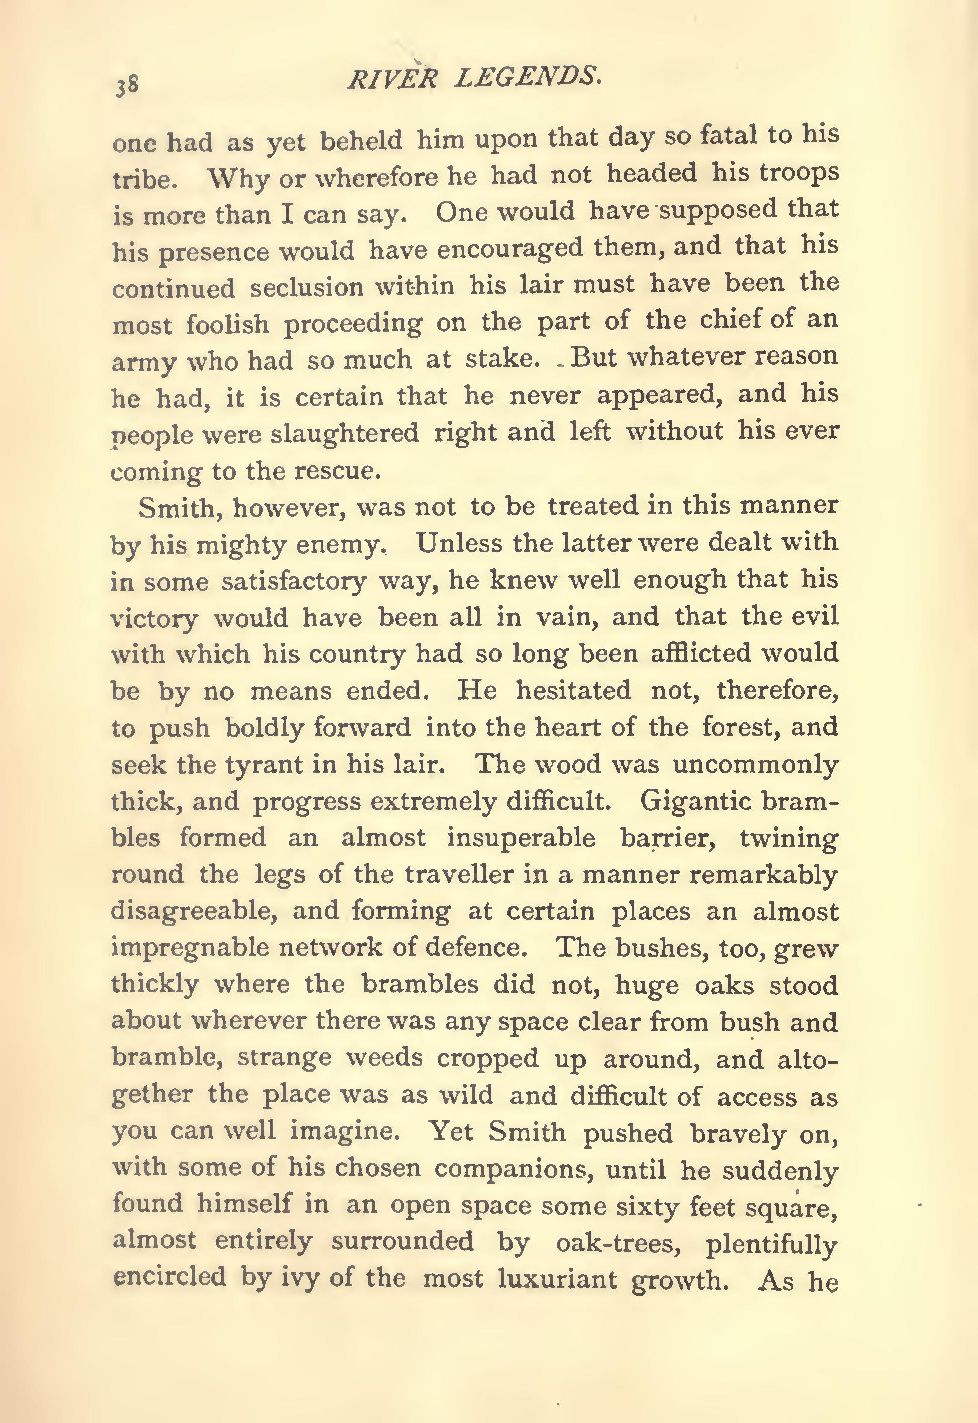 38 RIVER LEGENDS.
one had as yet beheld him upon that day so fatal to his
tribe. Why or wherefore he had not headed his troops
is more than I can say. One would have supposed that
his presence would have encouraged them, and that his
continued seclusion within his lair must have been the
most foolish proceeding on the part of the chief of an
army who had so much at stake. But whatever reason
he had, it is certain that he never appeared, and his
people were slaughtered right and left without his ever
coming to the rescue.
Smith, however, was not to be treated in this manner
by his mighty enemy. Unless the latter were dealt with
in some satisfactory way, he knew well enough that his
victory would have been all in vain, and that the evil
with which his country had so long been afflicted would
be by no means ended. He hesitated not, therefore,
to push boldly forward into the heart of the forest, and
seek the tyrant in his lair. The wood was uncommonly
thick, and progress extremely difficult. Gigantic bram-
bles formed an almost insuperable barrier, twining
round the legs of the traveller in a manner remarkably
disagreeable, and forming at certain places an almost
impregnable network of defence. The bushes, too, grew
thickly where the brambles did not, huge oaks stood
about wherever there was any space clear from bush and
bramble, strange weeds cropped up around, and alto-
gether the place was as wild and difficult of access as
you can well imagine. Yet Smith pushed bravely on,
with some of his chosen companions, until he suddenly
found himself in an open space some sixty feet square,
almost entirely surrounded by oak-trees, plentifully
encircled by ivy of the most luxuriant growth. As he